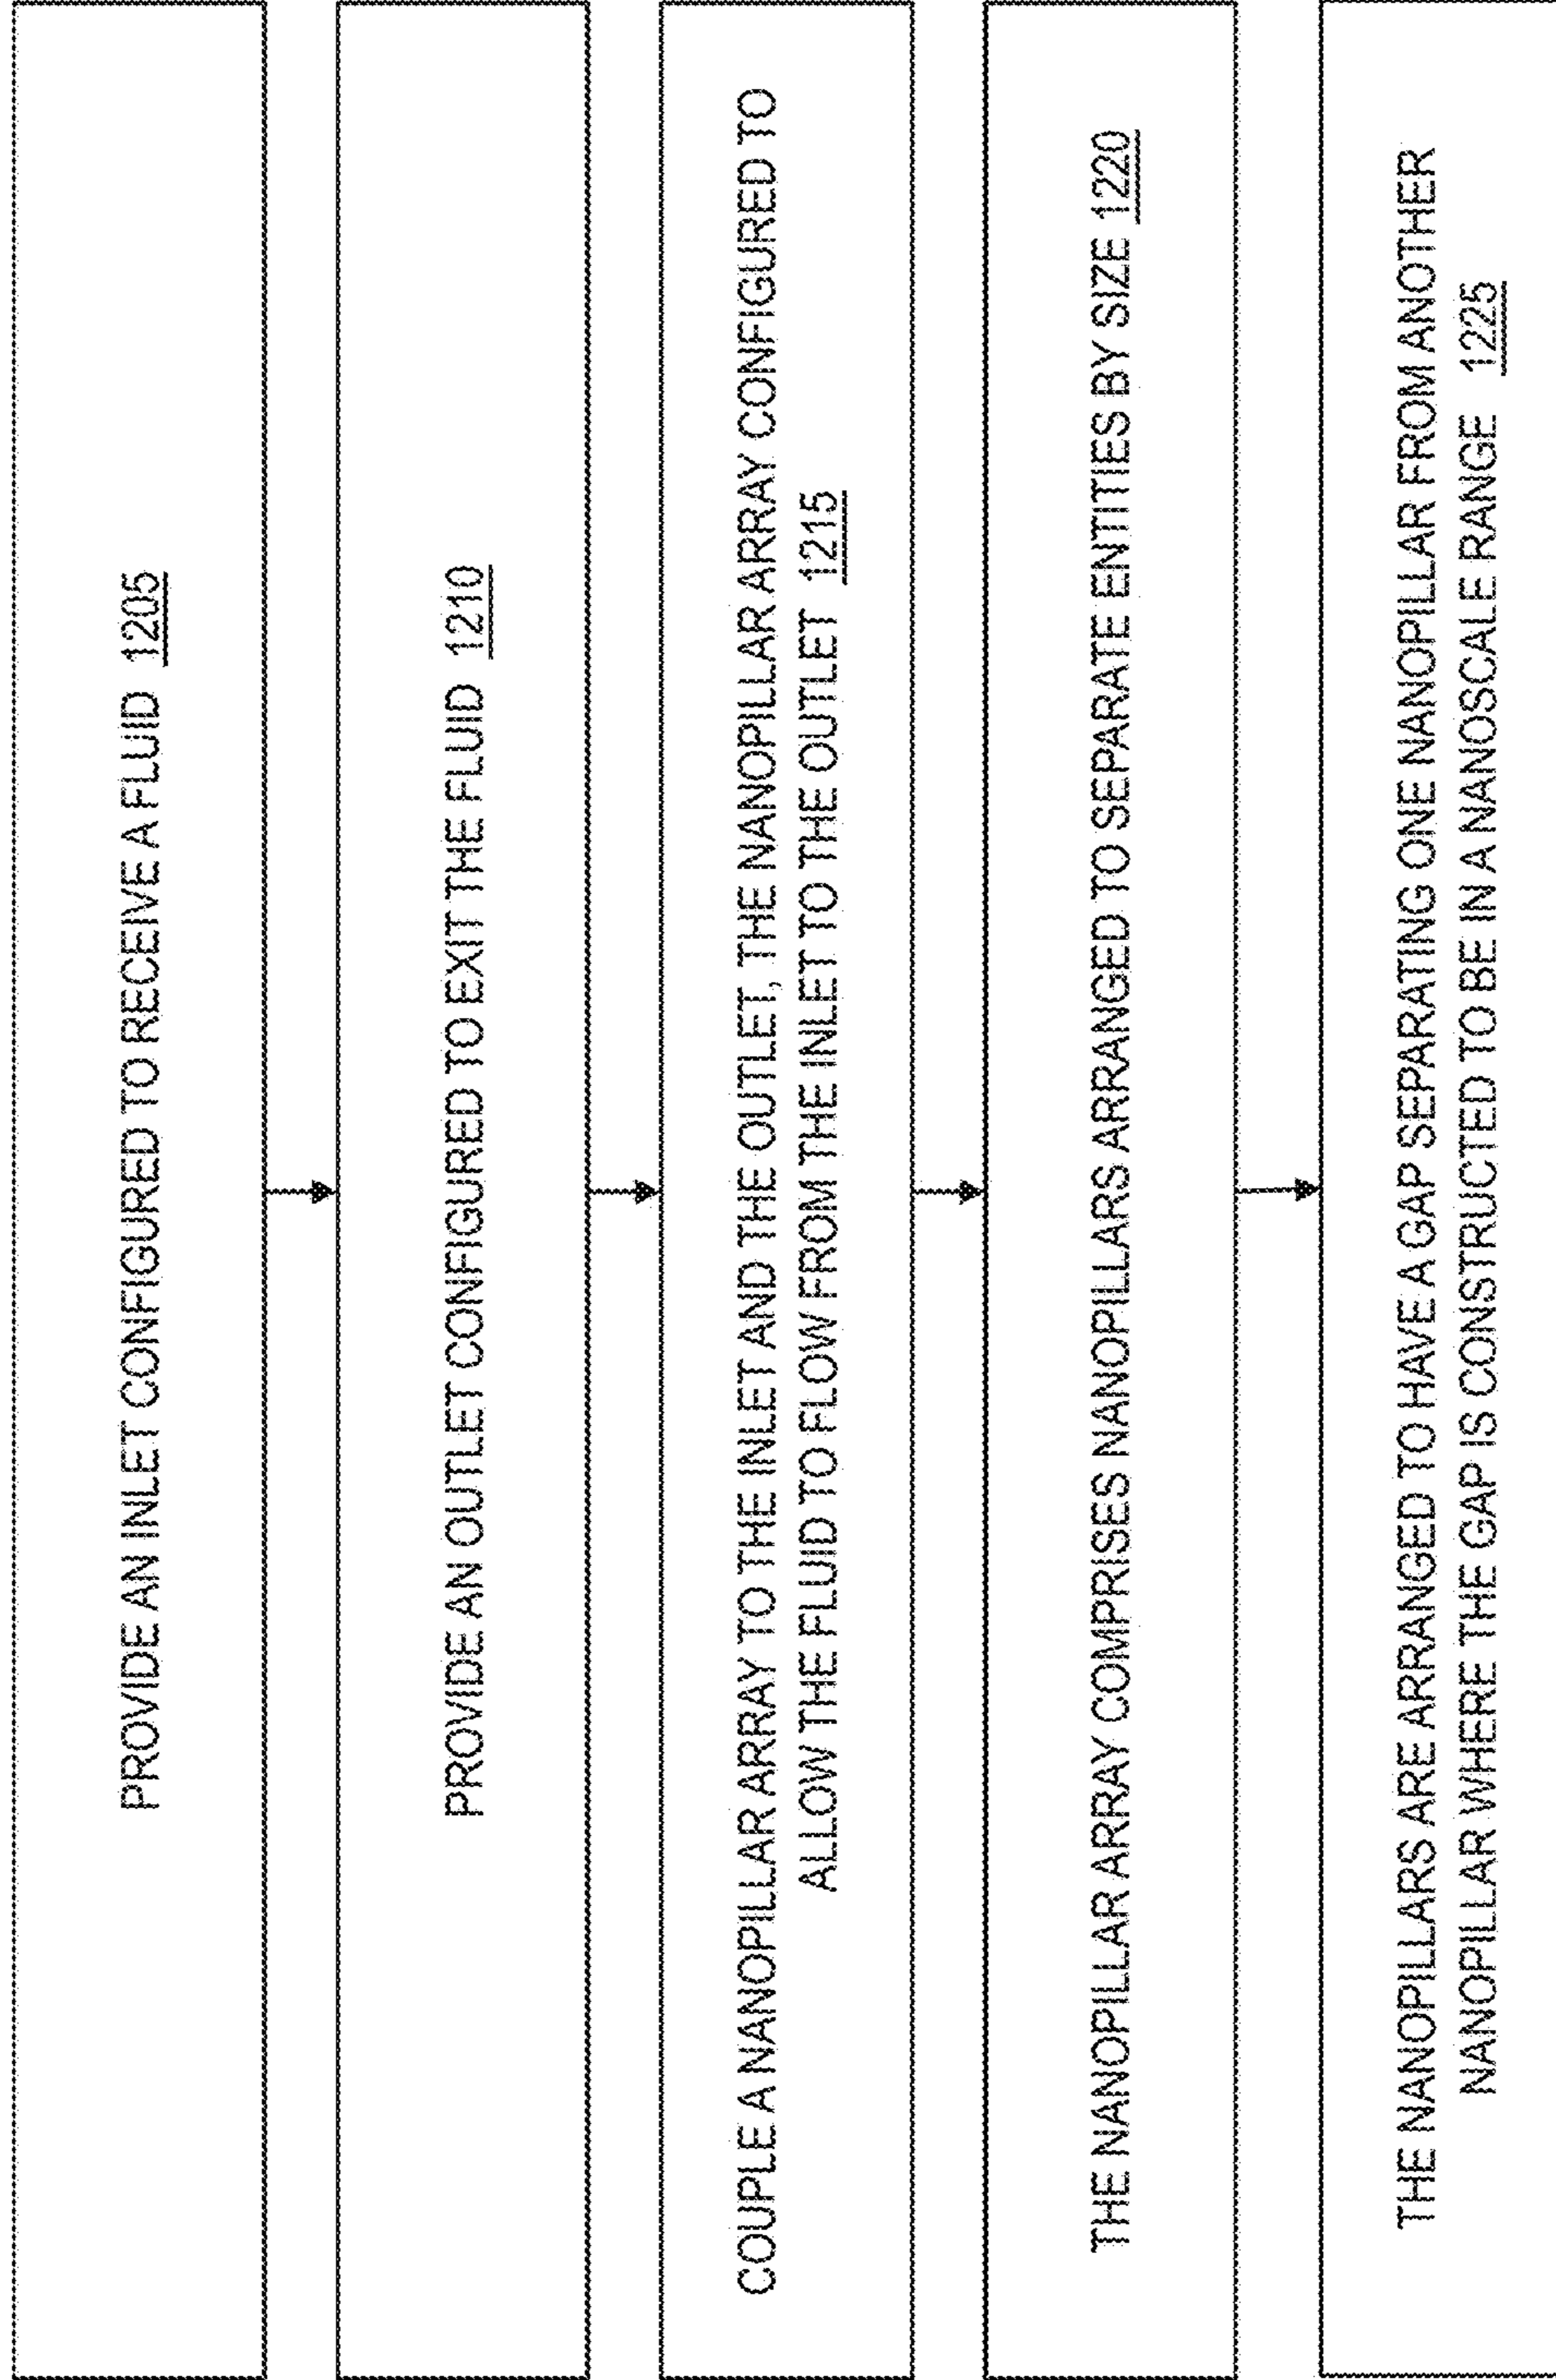 PROVIDE AN INLET CONFIGURED TO RECEIVE A FLUID 1205
PROVIDE AN OUTLET CONFIGURED TO EXIT THE FLUID 1210
COUPLE A NANOPILLAR ARRAY TO THE INLET AND THE OUTLET, THE NANOPILLAR ARRAY CONFIGURED TO
ALLOW THE FLUID TO FLOW FROM THE INLET TO THE OUTLET 1215
THE NANOPILLAR ARRAY COMPRISES NANOPILLARS ARRANGED TO SEPARATE ENTITIES BY SIZE 1220
THE NANOPILLARS ARE ARRANGED TO HAVE A GAP SEPARATING ONE NANOPILLAR FROM ANOTHER
NANOPILLAR WHERE THE GAP IS CONSTRUCTED TO BE IN A NANOSCALE RANGE 1225